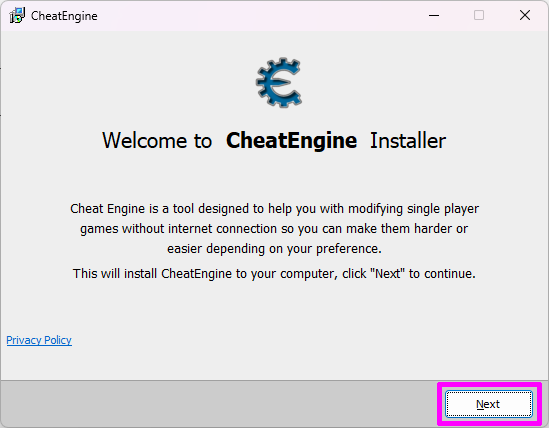 CheatEngine
Welcome to CheatEngine Installer
Cheat Engine is a tool designed to help you with modifying single player
games without internet connection so you can make them harder or
easier depending on your preference.
This will install CheatEngine to your computer, click "Next" to continue.
Privacy Policy
Next